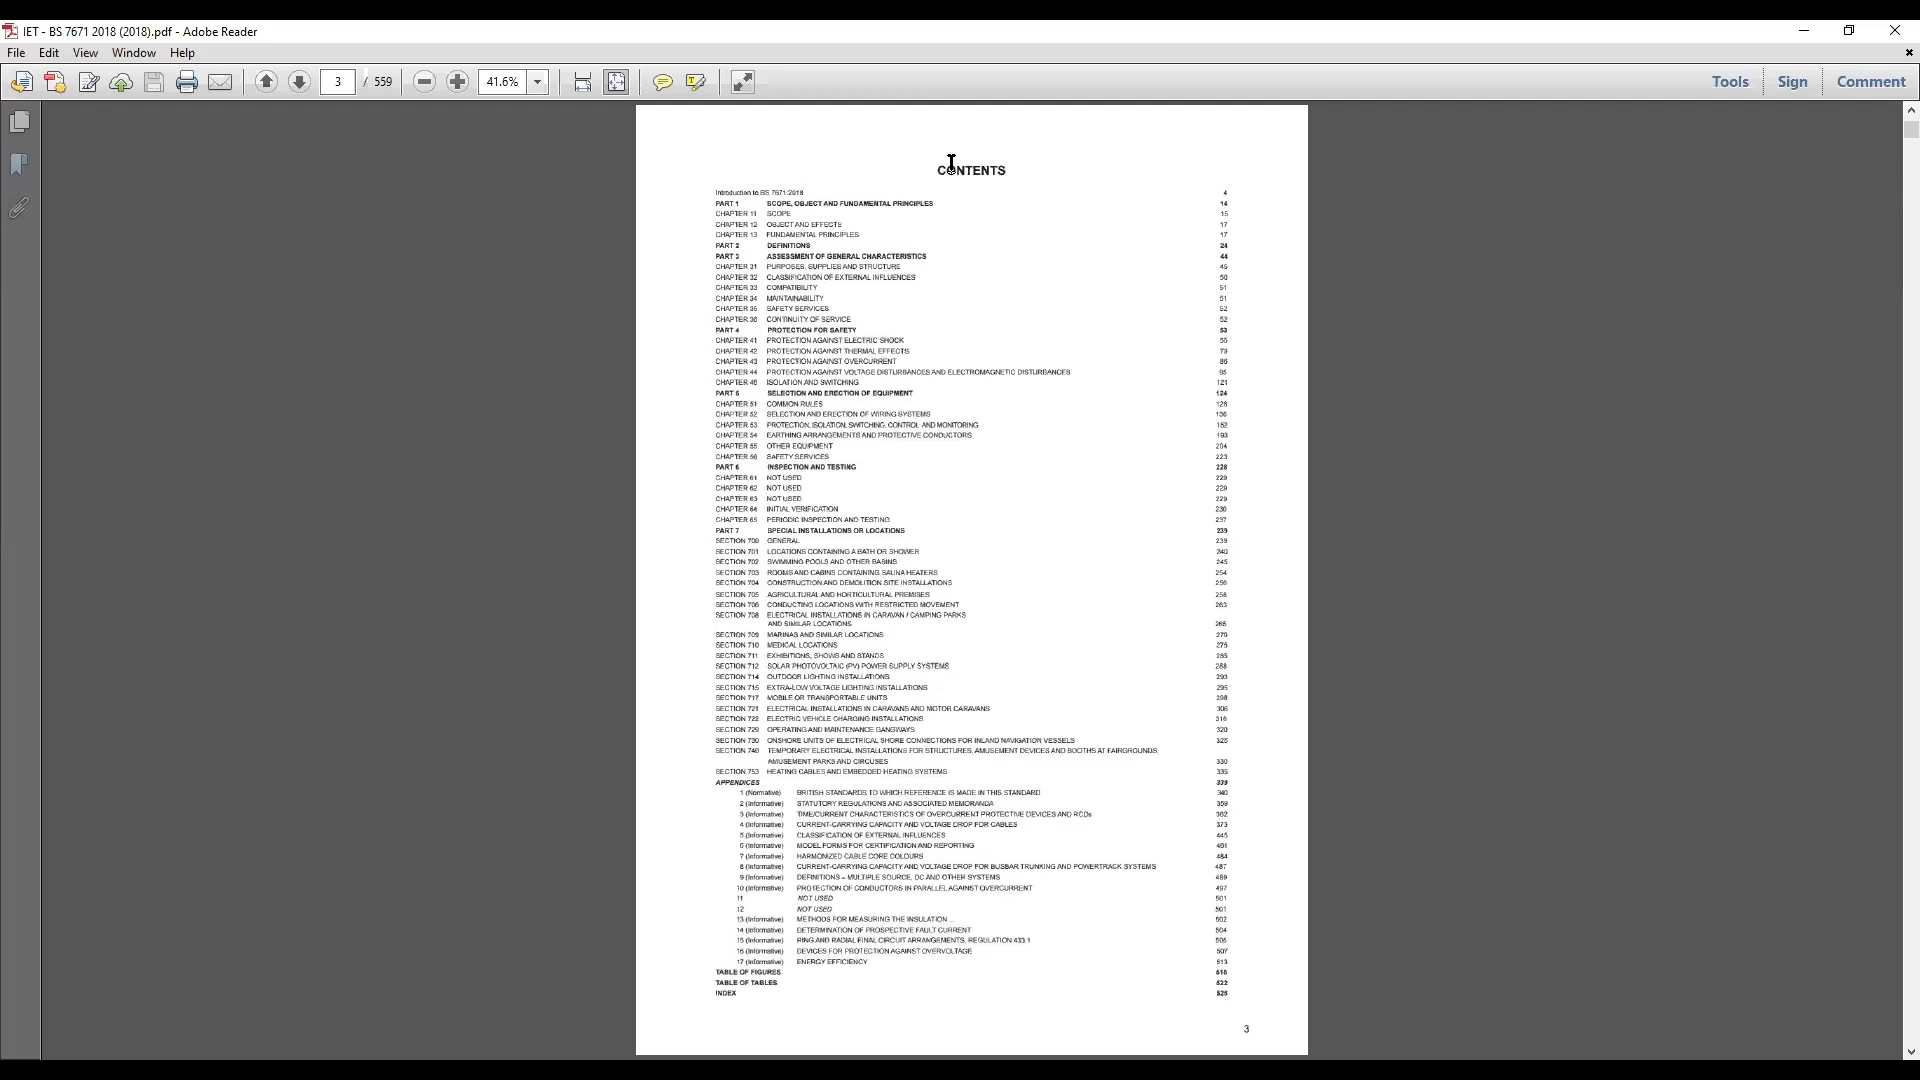 IET - BS 7671 2018 (2018).pdf - Adobe Reader
File Edit View Window Help
3 / 559 41.6% Tools Sign Comment
CONTENTS
Introduction to BS 7671:2018 4
PART 1 SCOPE, OBJECT AND FUNDAMENTAL PRINCIPLES 14
CHAPTER 11 SCOPE 15
CHAPTER 12 OBJECT AND EFFECTS 17
CHAPTER 13 FUNDAMENTAL PRINCIPLES 17
PART 2 DEFINITIONS 24
PART 3 ASSESSMENT OF GENERAL CHARACTERISTICS 44
CHAPTER 31 PURPOSES, SUPPLIES AND STRUCTURE 45
CHAPTER 32 CLASSIFICATION OF EXTERNAL INFLUENCES 50
CHAPTER 33 COMPATIBILITY 51
CHAPTER 34 MAINTAINABILITY 51
CHAPTER 35 SAFETY SERVICES 52
CHAPTER 36 CONTINUITY OF SERVICE 52
PART 4 PROTECTION FOR SAFETY 53
CHAPTER 41 PROTECTION AGAINST ELECTRIC SHOCK 55
CHAPTER 42 PROTECTION AGAINST THERMAL EFFECTS 79
CHAPTER 43 PROTECTION AGAINST OVERCURRENT 86
CHAPTER 44 PROTECTION AGAINST VOLTAGE DISTURBANCES AND ELECTROMAGNETIC DISTURBANCES 95
CHAPTER 46 ISOLATION AND SWITCHING 121
PART 5 SELECTION AND ERECTION OF EQUIPMENT 124
CHAPTER 51 COMMON RULES 128
CHAPTER 52 SELECTION AND ERECTION OF WIRING SYSTEMS 136
CHAPTER 53 PROTECTION, ISOLATION, SWITCHING, CONTROL AND MONITORING 152
CHAPTER 54 EARTHING ARRANGEMENTS AND PROTECTIVE CONDUCTORS 193
CHAPTER 55 OTHER EQUIPMENT 204
CHAPTER 56 SAFETY SERVICES 223
PART 6 INSPECTION AND TESTING 228
CHAPTER 61 NOT USED 229
CHAPTER 62 NOT USED 229
CHAPTER 63 NOT USED 229
CHAPTER 64 INITIAL VERIFICATION 230
CHAPTER 65 PERIODIC INSPECTION AND TESTING 237
PART 7 SPECIAL INSTALLATIONS OR LOCATIONS 239
SECTION 700 GENERAL 239
SECTION 701 LOCATIONS CONTAINING A BATH OR SHOWER 240
SECTION 702 SWIMMING POOLS AND OTHER BASINS 245
SECTION 703 ROOMS AND CABINS CONTAINING SAUNA HEATERS 254
SECTION 704 CONSTRUCTION AND DEMOLITION SITE INSTALLATIONS 256
SECTION 705 AGRICULTURAL AND HORTICULTURAL PREMISES 258
SECTION 706 CONDUCTING LOCATIONS WITH RESTRICTED MOVEMENT 263
SECTION 708 ELECTRICAL INSTALLATIONS IN CARAVAN / CAMPING PARKS
AND SIMILAR LOCATIONS 265
SECTION 709 MARINAS AND SIMILAR LOCATIONS 270
SECTION 710 MEDICAL LOCATIONS 275
SECTION 711 EXHIBITIONS, SHOWS AND STANDS 285
SECTION 712 SOLAR PHOTOVOLTAIC (PV) POWER SUPPLY SYSTEMS 288
SECTION 714 OUTDOOR LIGHTING INSTALLATIONS 293
SECTION 715 EXTRA-LOW VOLTAGE LIGHTING INSTALLATIONS 295
SECTION 717 MOBILE OR TRANSPORTABLE UNITS 298
SECTION 721 ELECTRICAL INSTALLATIONS IN CARAVANS AND MOTOR CARAVANS 306
SECTION 722 ELECTRIC VEHICLE CHARGING INSTALLATIONS 316
SECTION 729 OPERATING AND MAINTENANCE GANGWAYS 320
SECTION 730 ONSHORE UNITS OF ELECTRICAL SHORE CONNECTIONS FOR INLAND NAVIGATION VESSELS 325
SECTION 740 TEMPORARY ELECTRICAL INSTALLATIONS FOR STRUCTURES, AMUSEMENT DEVICES AND BOOTHS AT FAIRGROUNDS,
AMUSEMENT PARKS AND CIRCUSES 330
SECTION 753 HEATING CABLES AND EMBEDDED HEATING SYSTEMS 335
APPENDICES 339
1 (Normative) BRITISH STANDARDS TO WHICH REFERENCE IS MADE IN THIS STANDARD 340
2 (Informative) STATUTORY REGULATIONS AND ASSOCIATED MEMORANDA 359
3 (Informative) TIME/CURRENT CHARACTERISTICS OF OVERCURRENT PROTECTIVE DEVICES AND RCDs 362
4 (Informative) CURRENT-CARRYING CAPACITY AND VOLTAGE DROP FOR CABLES 373
5 (Informative) CLASSIFICATION OF EXTERNAL INFLUENCES 445
6 (Informative) MODEL FORMS FOR CERTIFICATION AND REPORTING 461
7 (Informative) HARMONIZED CABLE CORE COLOURS 484
8 (Informative) CURRENT-CARRYING CAPACITY AND VOLTAGE DROP FOR BUSBAR TRUNKING AND POWERTRACK SYSTEMS 487
9 (Informative) DEFINITIONS – MULTIPLE SOURCE, DC AND OTHER SYSTEMS 489
10 (Informative) PROTECTION OF CONDUCTORS IN PARALLEL AGAINST OVERCURRENT 497
11 NOT USED 501
12 NOT USED 501
13 (Informative) METHODS FOR MEASURING THE INSULATION ... 502
14 (Informative) DETERMINATION OF PROSPECTIVE FAULT CURRENT 504
15 (Informative) RING AND RADIAL FINAL CIRCUIT ARRANGEMENTS, REGULATION 433.1 505
16 (Informative) DEVICES FOR PROTECTION AGAINST OVERVOLTAGE 507
17 (Informative) ENERGY EFFICIENCY 513
TABLE OF FIGURES 518
TABLE OF TABLES 522
INDEX 525
3